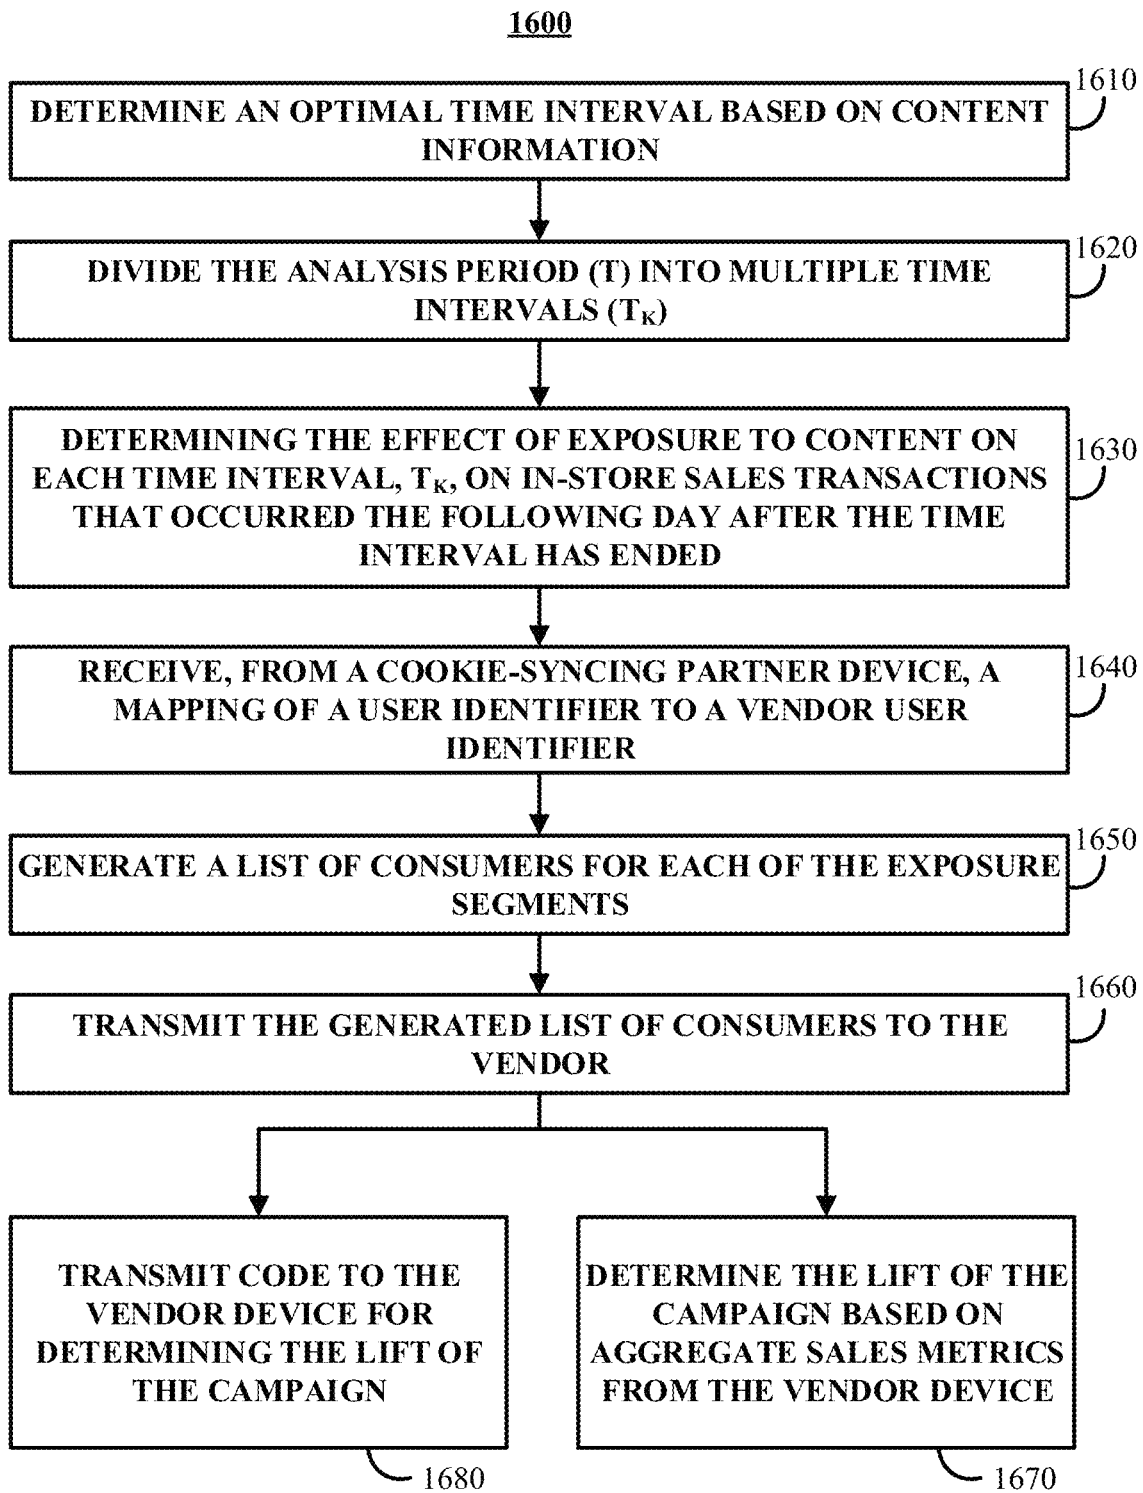 1600
1610
DETERMINE AN OPTIMAL TIME INTERVAL BASED ON CONTENT
INFORMATION
1620
DIVIDE THE ANALYSIS PERIOD (T) INTO MULTIPLE TIME
INTERVALS (TK)
1630
DETERMINING THE EFFECT OF EXPOSURE TO CONTENT ON
EACH TIME INTERVAL, TK, ON IN-STORE SALES TRANSACTIONS
THAT OCCURRED THE FOLLOWING DAY AFTER THE TIME
INTERVAL HAS ENDED
1640
RECEIVE, FROM A COOKIE-SYNCING PARTNER DEVICE, A
MAPPING OF A USER IDENTIFIER TO A VENDOR USER
IDENTIFIER
1650
GENERATE A LIST OF CONSUMERS FOR EACH OF THE EXPOSURE
SEGMENTS
1660
TRANSMIT THE GENERATED LIST OF CONSUMERS TO THE
VENDOR
TRANSMIT CODE TO THE
VENDOR DEVICE FOR
DETERMINING THE LIFT OF
THE CAMPAIGN
1680
DETERMINE THE LIFT OF THE
CAMPAIGN BASED ON
AGGREGATE SALES METRICS
FROM THE VENDOR DEVICE
1670